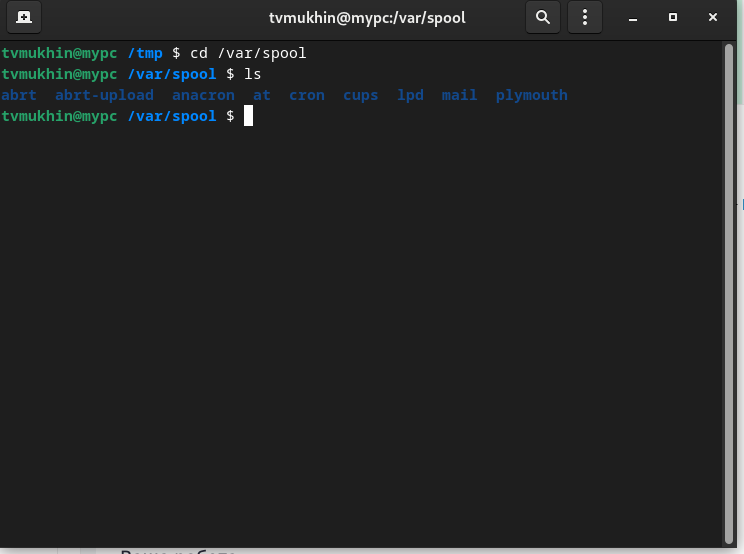 tvmukhin@mypc:/var/spool
tvmukhin@mypc /tmp $ cd /var/spool
tvmukhin@mypc /var/spool $ ls
abrt abrt-upload anacron at cron cups lpd mail plymouth
tvmukhin@mypc /var/spool $